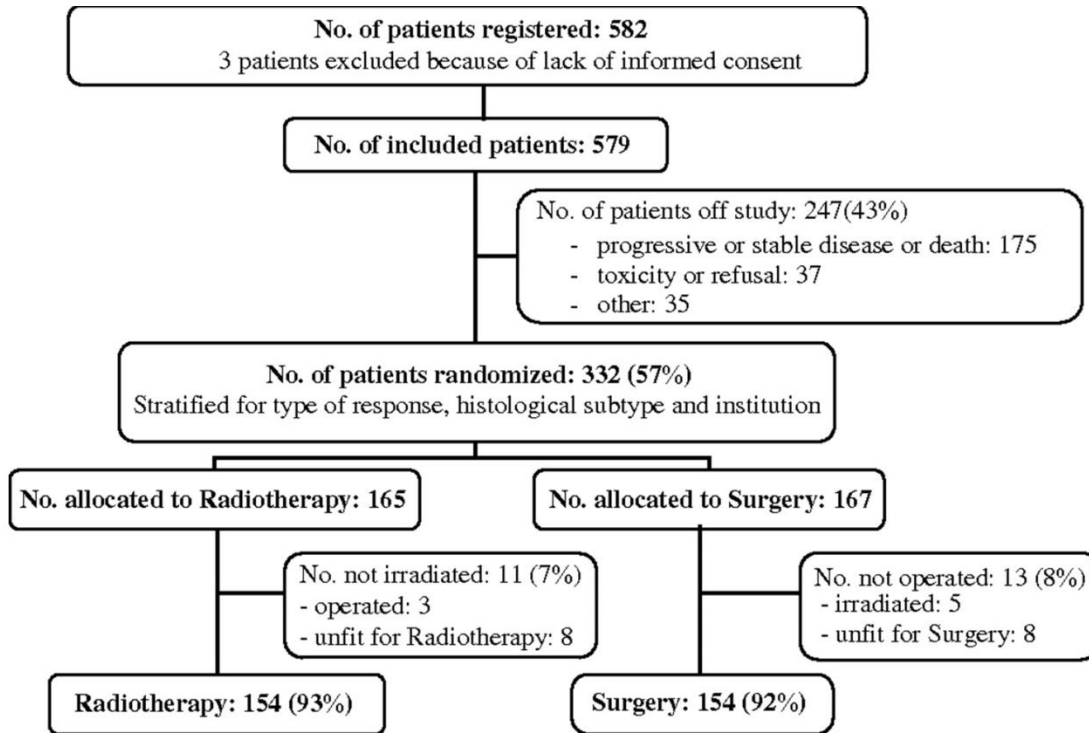 No. of patients registered: 582
3 patients excluded because of lack of informed consent
No. of included patients: 579
No. of patients off study: 247(43%)
- progressive or stable disease or death: 175
- toxicity or refusal: 37
- other: 35
No. of patients randomized: 332 (57%)
Stratified for type of response, histological subtype and institution
No. allocated to Radiotherapy: 165
No. allocated to Surgery: 167
No. not irradiated: 11 (7%)
- operated: 3
- unfit for Radiotherapy: 8
No. not operated: 13 (8%)
- irradiated: 5
- unfit for Surgery: 8
Radiotherapy: 154 (93%)
Surgery: 154 (92%)